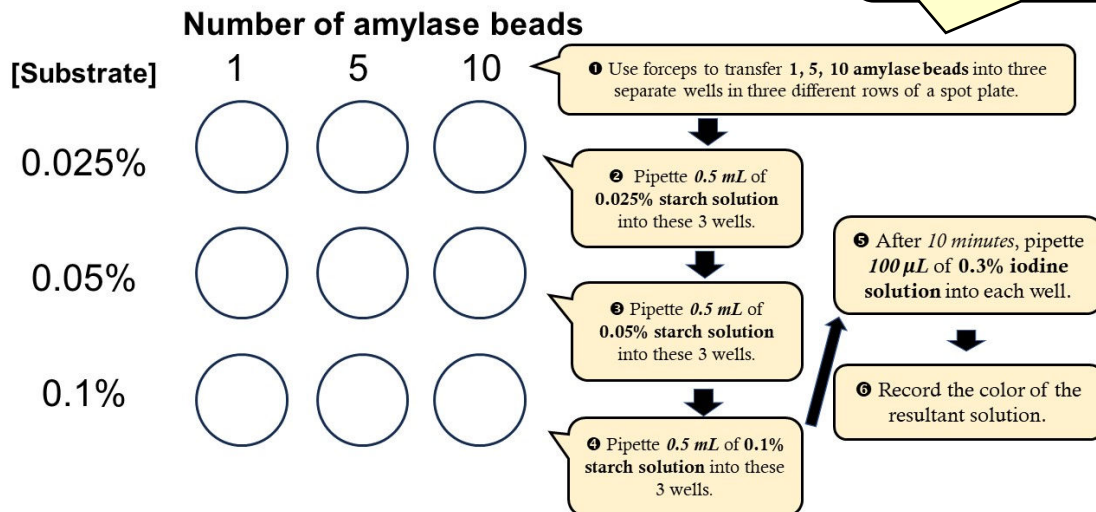 Number of amylase beads
[Substrate] 1 5 10
0.025%
0.05%
0.1%
❶ Use forceps to transfer 1, 5, 10 amylase beads into three
separate wells in three different rows of a spot plate.
❷ Pipette 0.5 mL of
0.025% starch solution
into these 3 wells.
❸ Pipette 0.5 mL of
0.05% starch solution
into these 3 wells.
❹ Pipette 0.5 mL of 0.1%
starch solution into these
3 wells.
❺ After 10 minutes, pipette
100 µL of 0.3% iodine
solution into each well.
❻ Record the color of the
resultant solution.